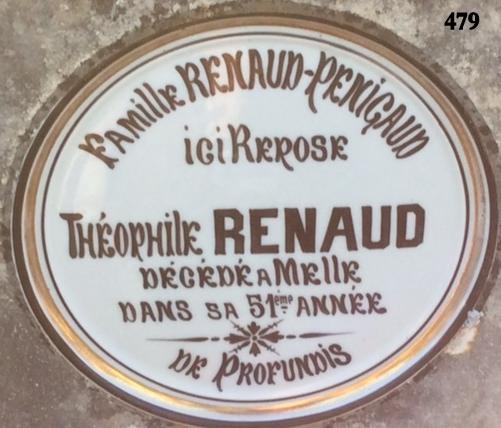 479
Famille RENAUD-PENIGAUD
ici REPOSE
THÉOPHILE RENAUD
DÉCÉDÉ A MELLE
DANS SA 51ème ANNÉE
DE PROFUNDIS